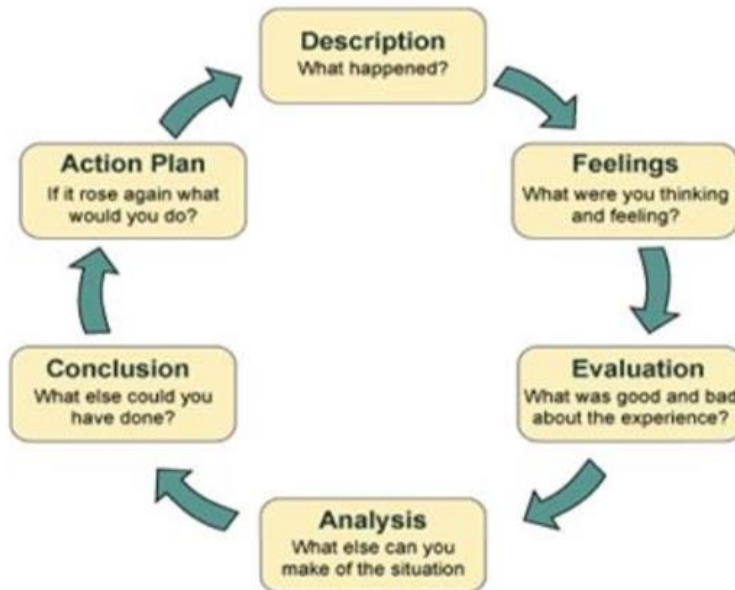 Description
What happened?
Feelings
What were you thinking
and feeling?
Evaluation
What was good and bad
about the experience?
Analysis
What else can you
make of the situation
Conclusion
What else could you
have done?
Action Plan
If it rose again what
would you do?